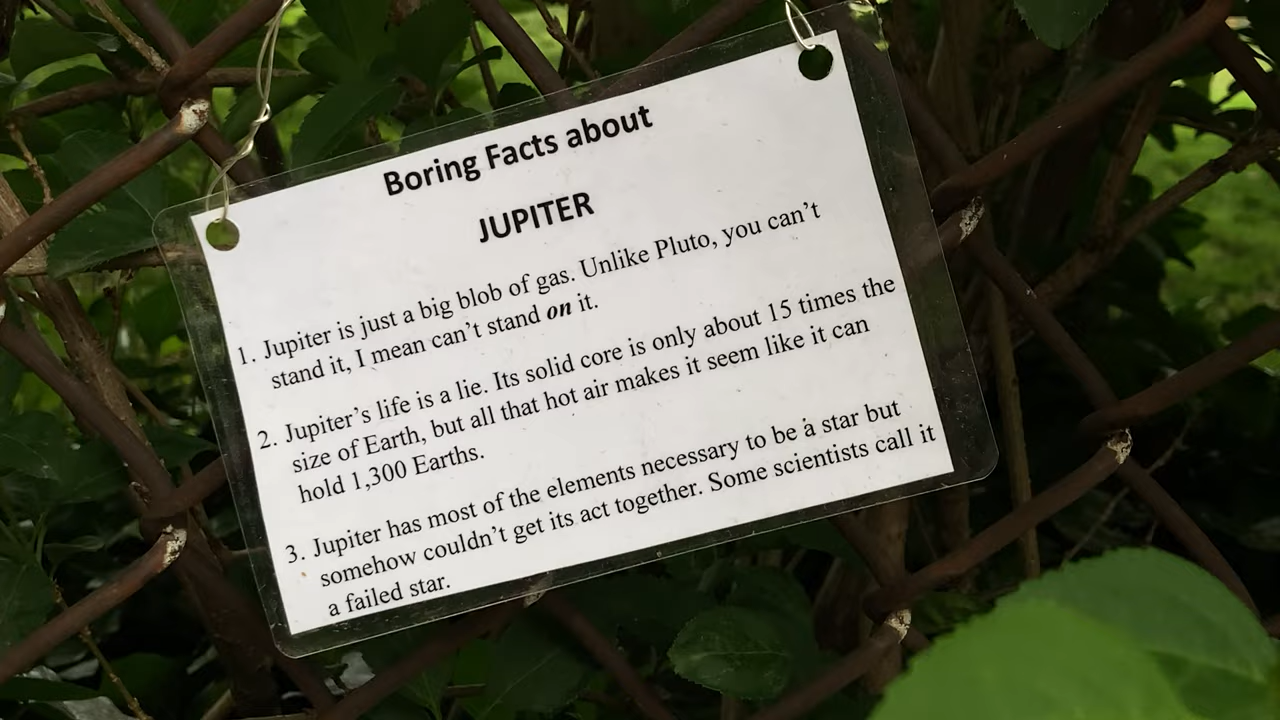 Boring Facts about
JUPITER
1. Jupiter is just a big blob of gas. Unlike Pluto, you can't
stand it, I mean can't stand on it.
2. Jupiter's life is a lie. Its solid core is only about 15 times the
size of Earth, but all that hot air makes it seem like it can
hold 1,300 Earths.
3. Jupiter has most of the elements necessary to be a star but
somehow couldn't get its act together. Some scientists call it
a failed star.